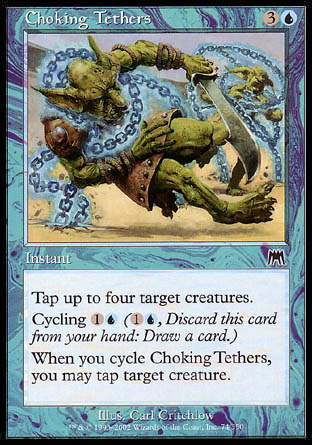 Choking Tethers 3
Instant
Tap up to four target creatures.
Cycling 1 (1, Discard this card
from your hand: Draw a card.)
When you cycle Choking Tethers,
you may tap target creature.
Illus. Carl Critchlow
™ & © 1993–2002 Wizards of the Coast, Inc. 74/350